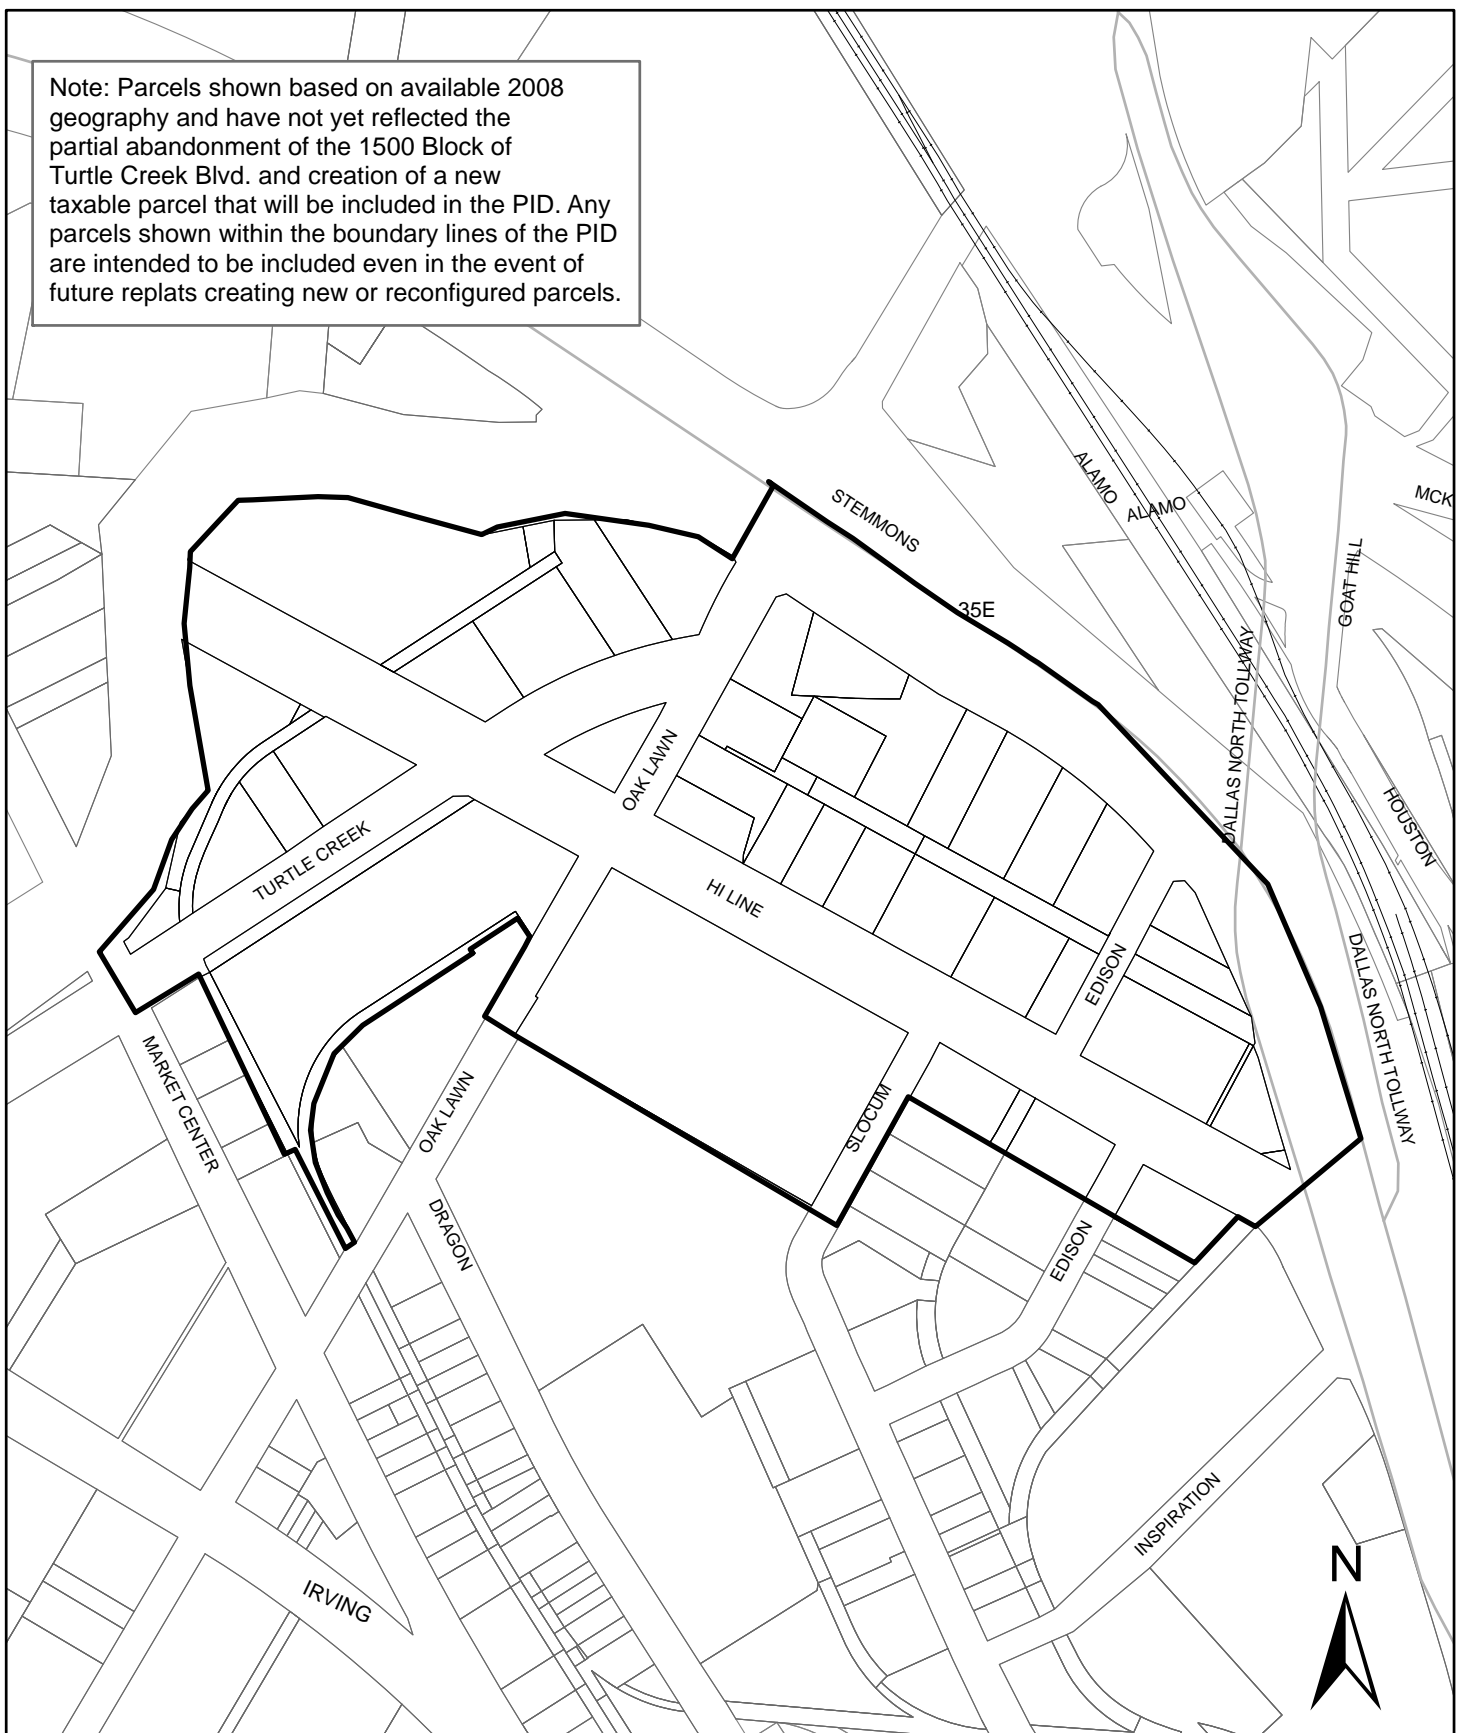 Note: Parcels shown based on available 2008
geography and have not yet reflected the
partial abandonment of the 1500 Block of
Turtle Creek Blvd. and creation of a new
taxable parcel that will be included in the PID. Any
parcels shown within the boundary lines of the PID
are intended to be included even in the event of
future replats creating new or reconfigured parcels.
STEMMONS
ALAMO
ALAMO
MCK
GOAT HILL
35E
DALLAS NORTH TOLLWAY
OAK LAWN
HOUSTON
TURTLE CREEK
HI LINE
EDISON
DALLAS NORTH TOLLWAY
MARKET CENTER
OAK LAWN
SLOCUM
DRAGON
EDISON
INSPIRATION
IRVING
N